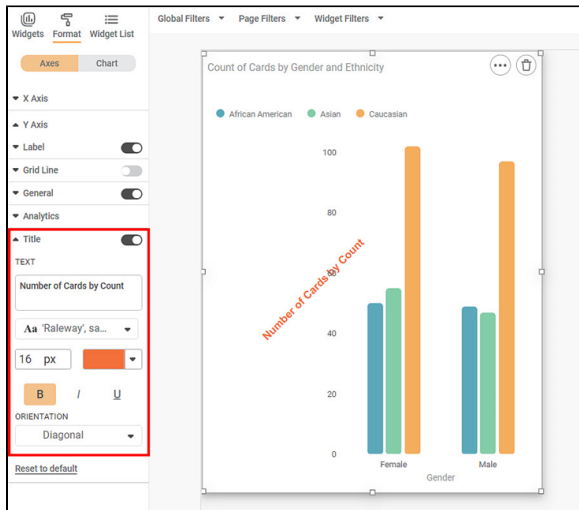 Widgets Format Widget List
Global Filters Page Filters Widget Filters
Axes Chart
X Axis
Y Axis
Label
Grid Line
General
Analytics
Title
TEXT
Number of Cards by Count
Aa 'Raleway', sa...
16 px
B I U
ORIENTATION
Diagonal
Reset to default
Count of Cards by Gender and Ethnicity
African American Asian Caucasian
100
80
60
40
20
0
Number of Cards by Count
Female Male
Gender